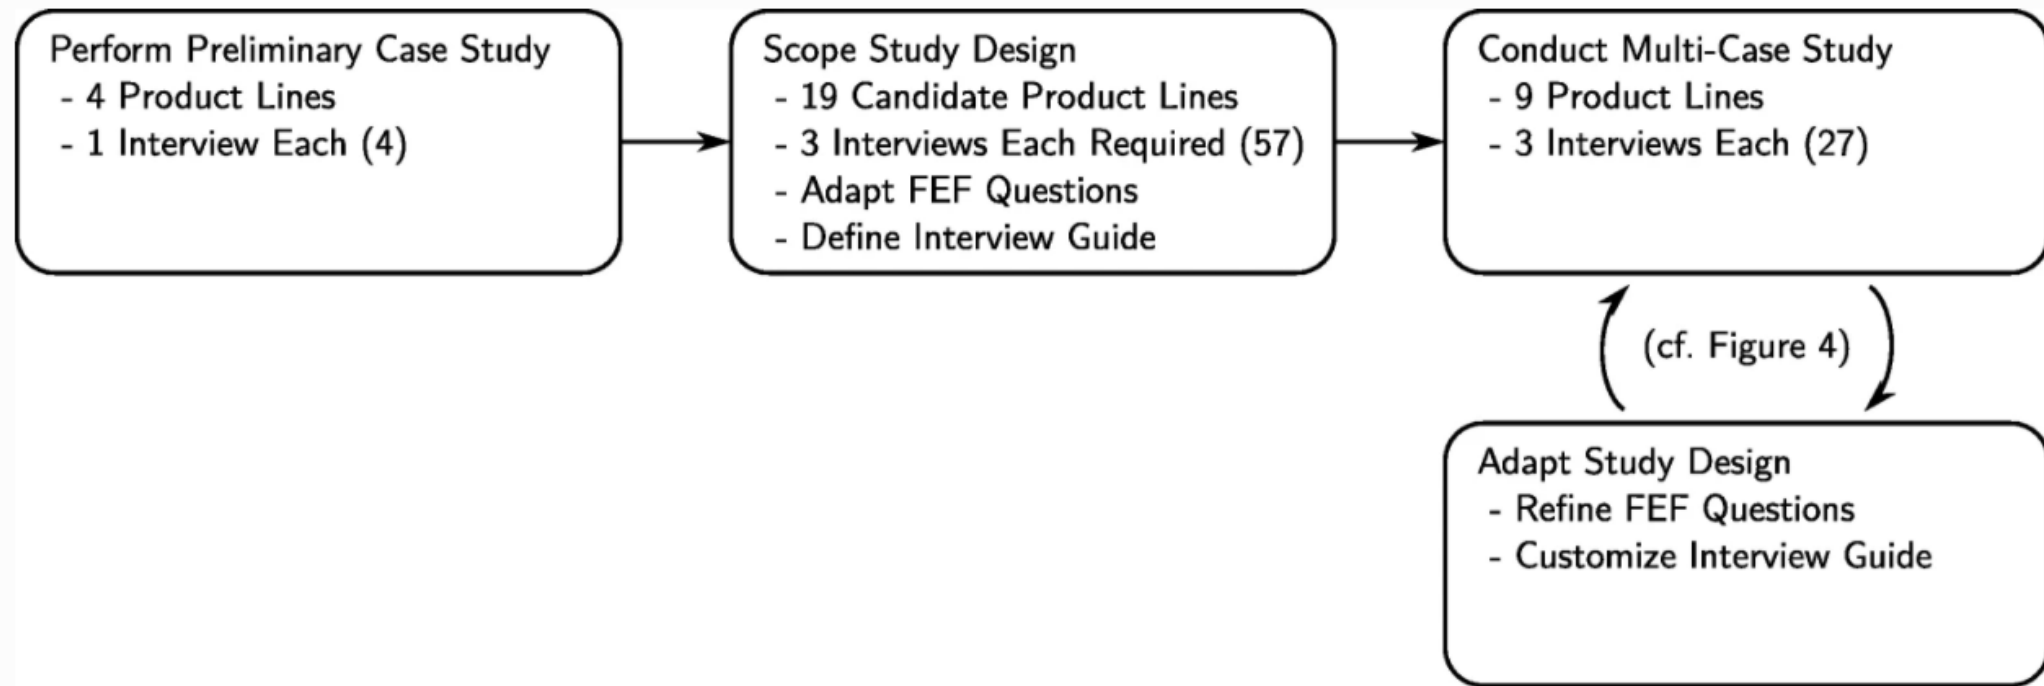 Perform Preliminary Case Study
- 4 Product Lines
- 1 Interview Each (4)
Scope Study Design
- 19 Candidate Product Lines
- 3 Interviews Each Required (57)
- Adapt FEF Questions
- Define Interview Guide
Conduct Multi-Case Study
- 9 Product Lines
- 3 Interviews Each (27)
(cf. Figure 4)
Adapt Study Design
- Refine FEF Questions
- Customize Interview Guide